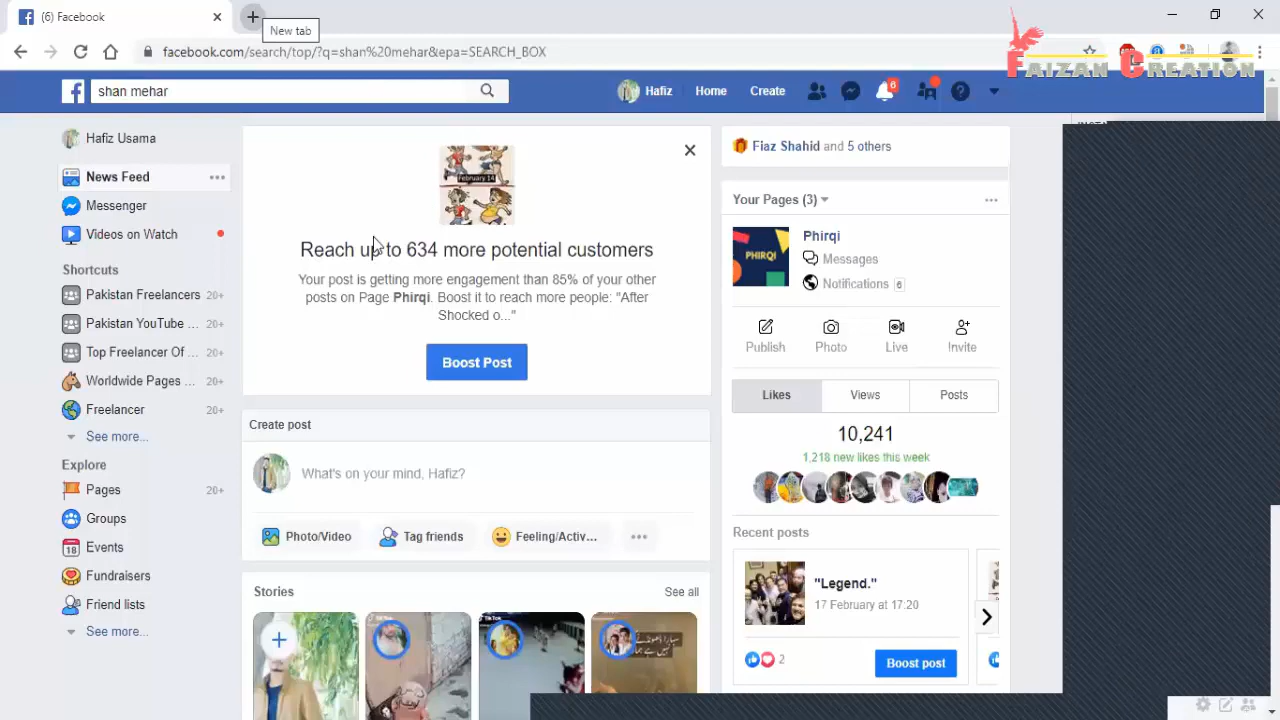 (6) Facebook
New tab
facebook.com/search/top/?q=shan%20mehar&epa=SEARCH_BOX
FAIZAN CREATION
shan mehar
Hafiz
Home
Create
6
Hafiz Usama
News Feed
Messenger
Videos on Watch
Shortcuts
Pakistan Freelancers 20+
Pakistan YouTube ... 20+
Top Freelancer Of ... 20+
Worldwide Pages ... 20+
Freelancer 20+
See more...
Explore
Pages 20+
Groups
18 Events
Fundraisers
Friend lists
See more...
February 14
Reach up to 634 more potential customers
Your post is getting more engagement than 85% of your other
posts on Page Phirqi. Boost it to reach more people: "After
Shocked o..."
Boost Post
Create post
What's on your mind, Hafiz?
Photo/Video
Tag friends
Feeling/Activ...
Stories
See all
TikTok
Fiaz Shahid and 5 others
Your Pages (3)
PHIRQI
Phirqi
Messages
Notifications 6
Publish
Photo
Live
Invite
Likes
Views
Posts
10,241
1,218 new likes this week
Recent posts
"Legend."
17 February at 17:20
2
Boost post